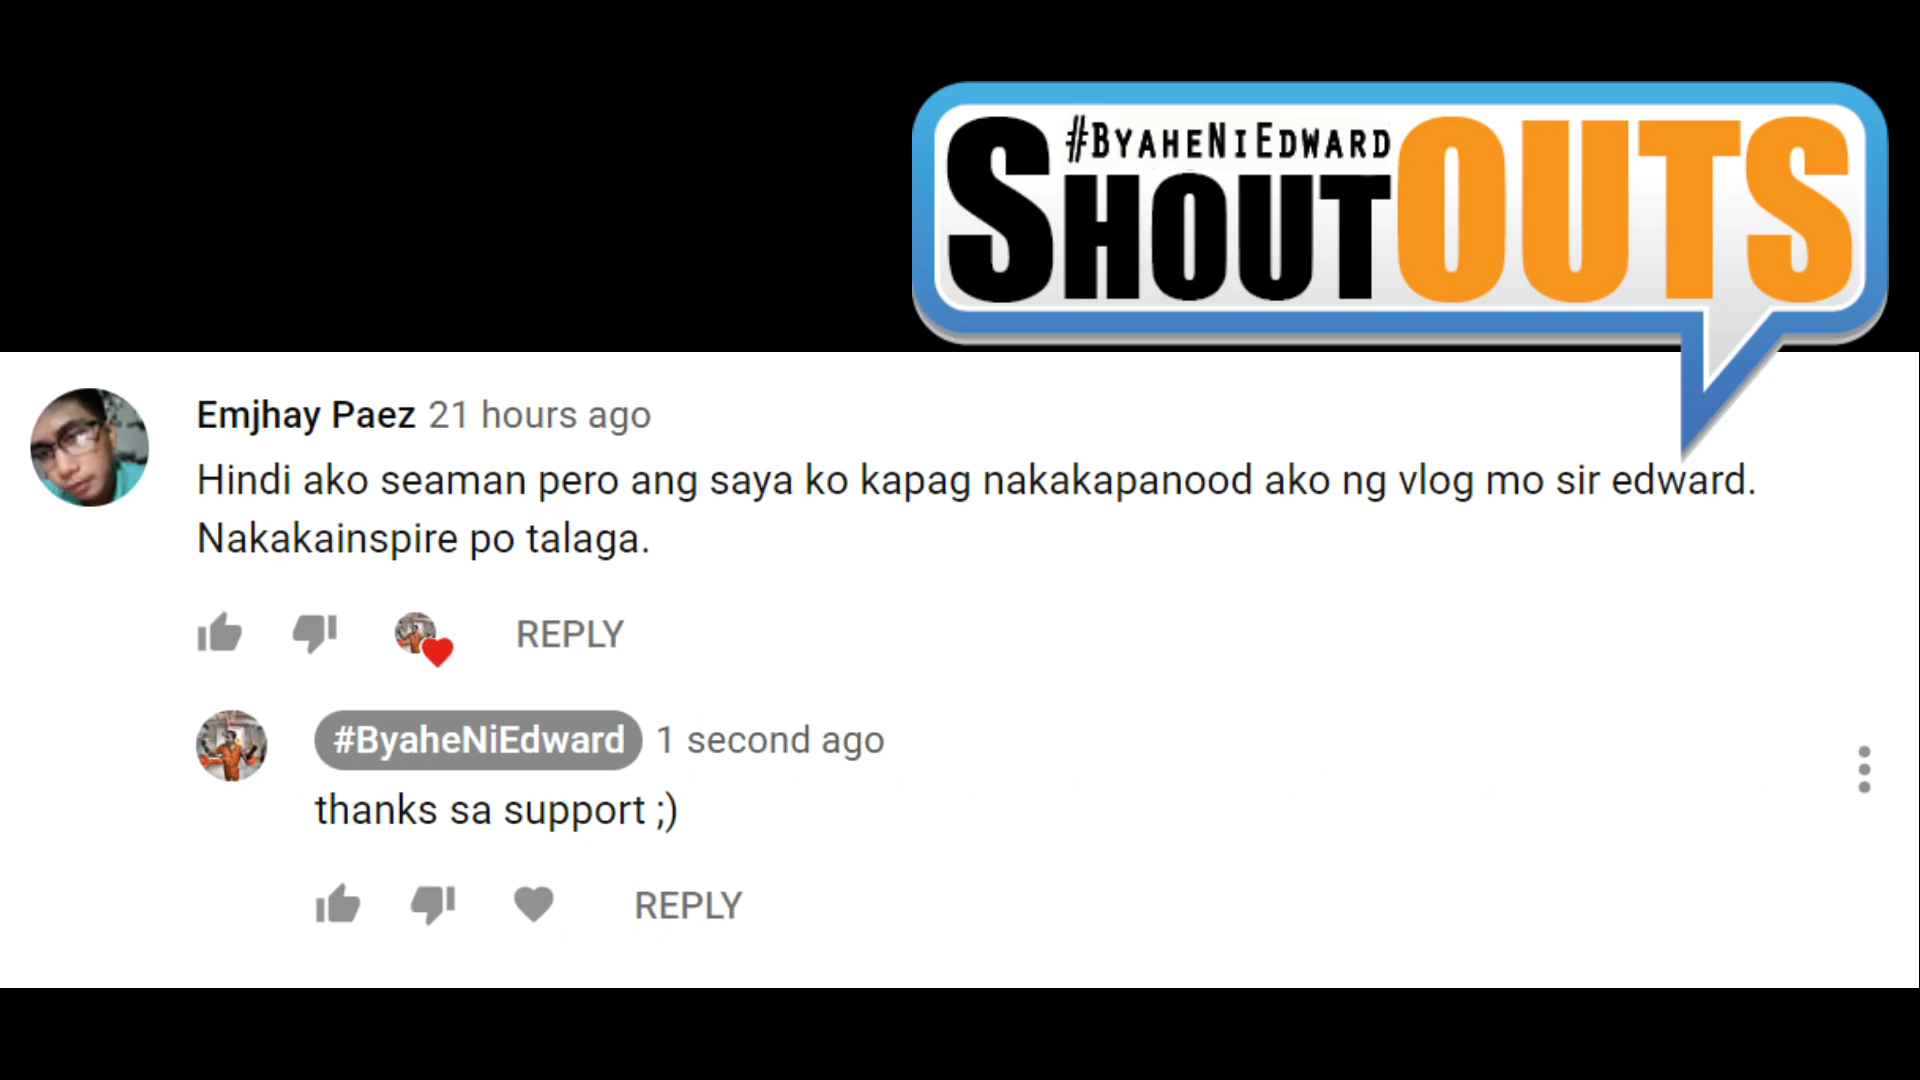 #ByaheNiEdward
ShoutOUTS
Emjhay Paez 21 hours ago
Hindi ako seaman pero ang saya ko kapag nakakapanood ako ng vlog mo sir edward.
Nakakainspire po talaga.
REPLY
#ByaheNiEdward 1 second ago
thanks sa support ;)
REPLY